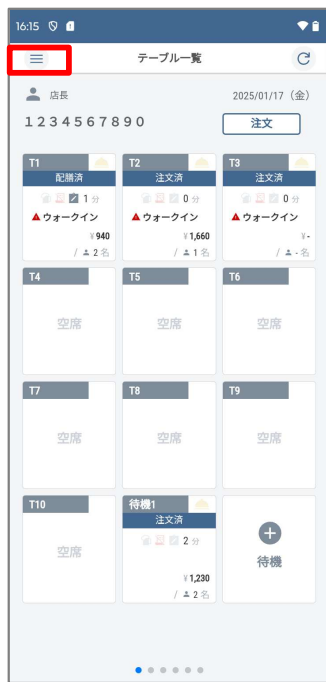 16:15
テーブル一覧
店長
2025/01/17（金）
１２３４５６７８９０
注文
T1 T2 T3
配膳済 注文済 注文済
1 分 0 分 0 分
ウォークイン ウォークイン ウォークイン
¥ 940 ¥ 1,660 ¥ -
/ 2 名 / 1 名 / - 名
T4 T5 T6
空席 空席 空席
T7 T8 T9
空席 空席 空席
T10 待機1
注文済
空席 2 分 待機
¥ 1,230
/ 2 名